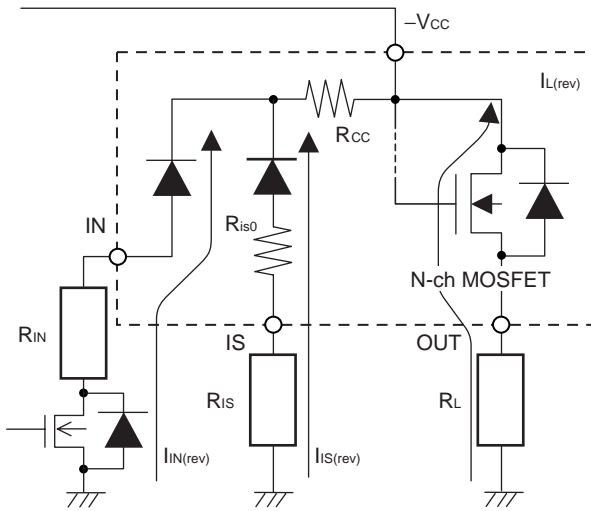 –VCC
IL(rev)
RCC
Ris0
IN
N-ch MOSFET
RIN
IS
OUT
RIS
RL
IIN(rev)
IIS(rev)